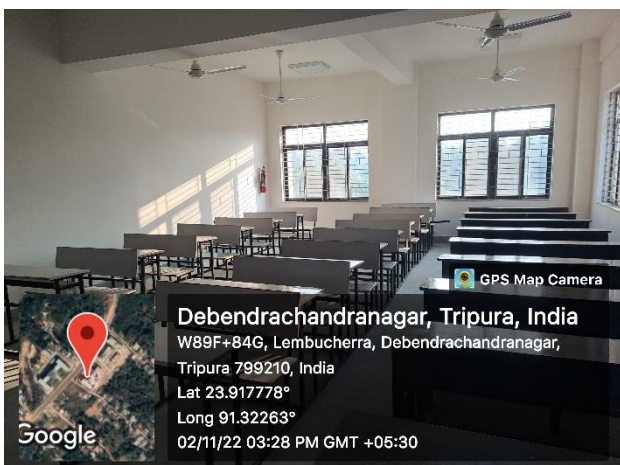 GPS Map Camera
Debendrachandranagar, Tripura, India
W89F+84G, Lembucherra, Debendrachandranagar,
Tripura 799210, India
Lat 23.917778°
Long 91.32263°
02/11/22 03:28 PM GMT +05:30
Google